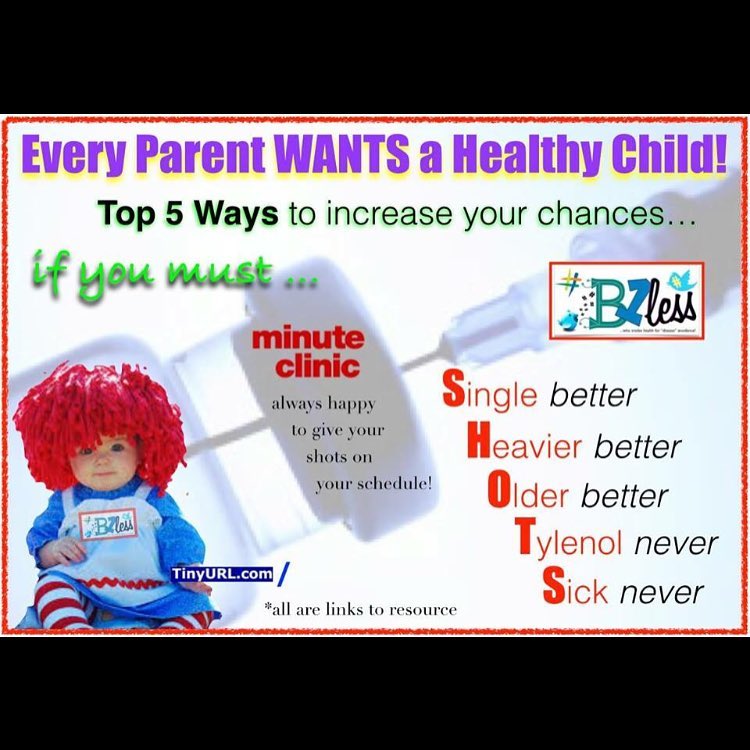 Every Parent WANTS a Healthy Child!
Top 5 Ways to increase your chances...
if you must ...
#BZless
minute
clinic
always happy
to give your
shots on
your schedule!
Single better
Heavier better
Older better
Tylenol never
Sick never
BZless
TinyURL.com/
*all are links to resource